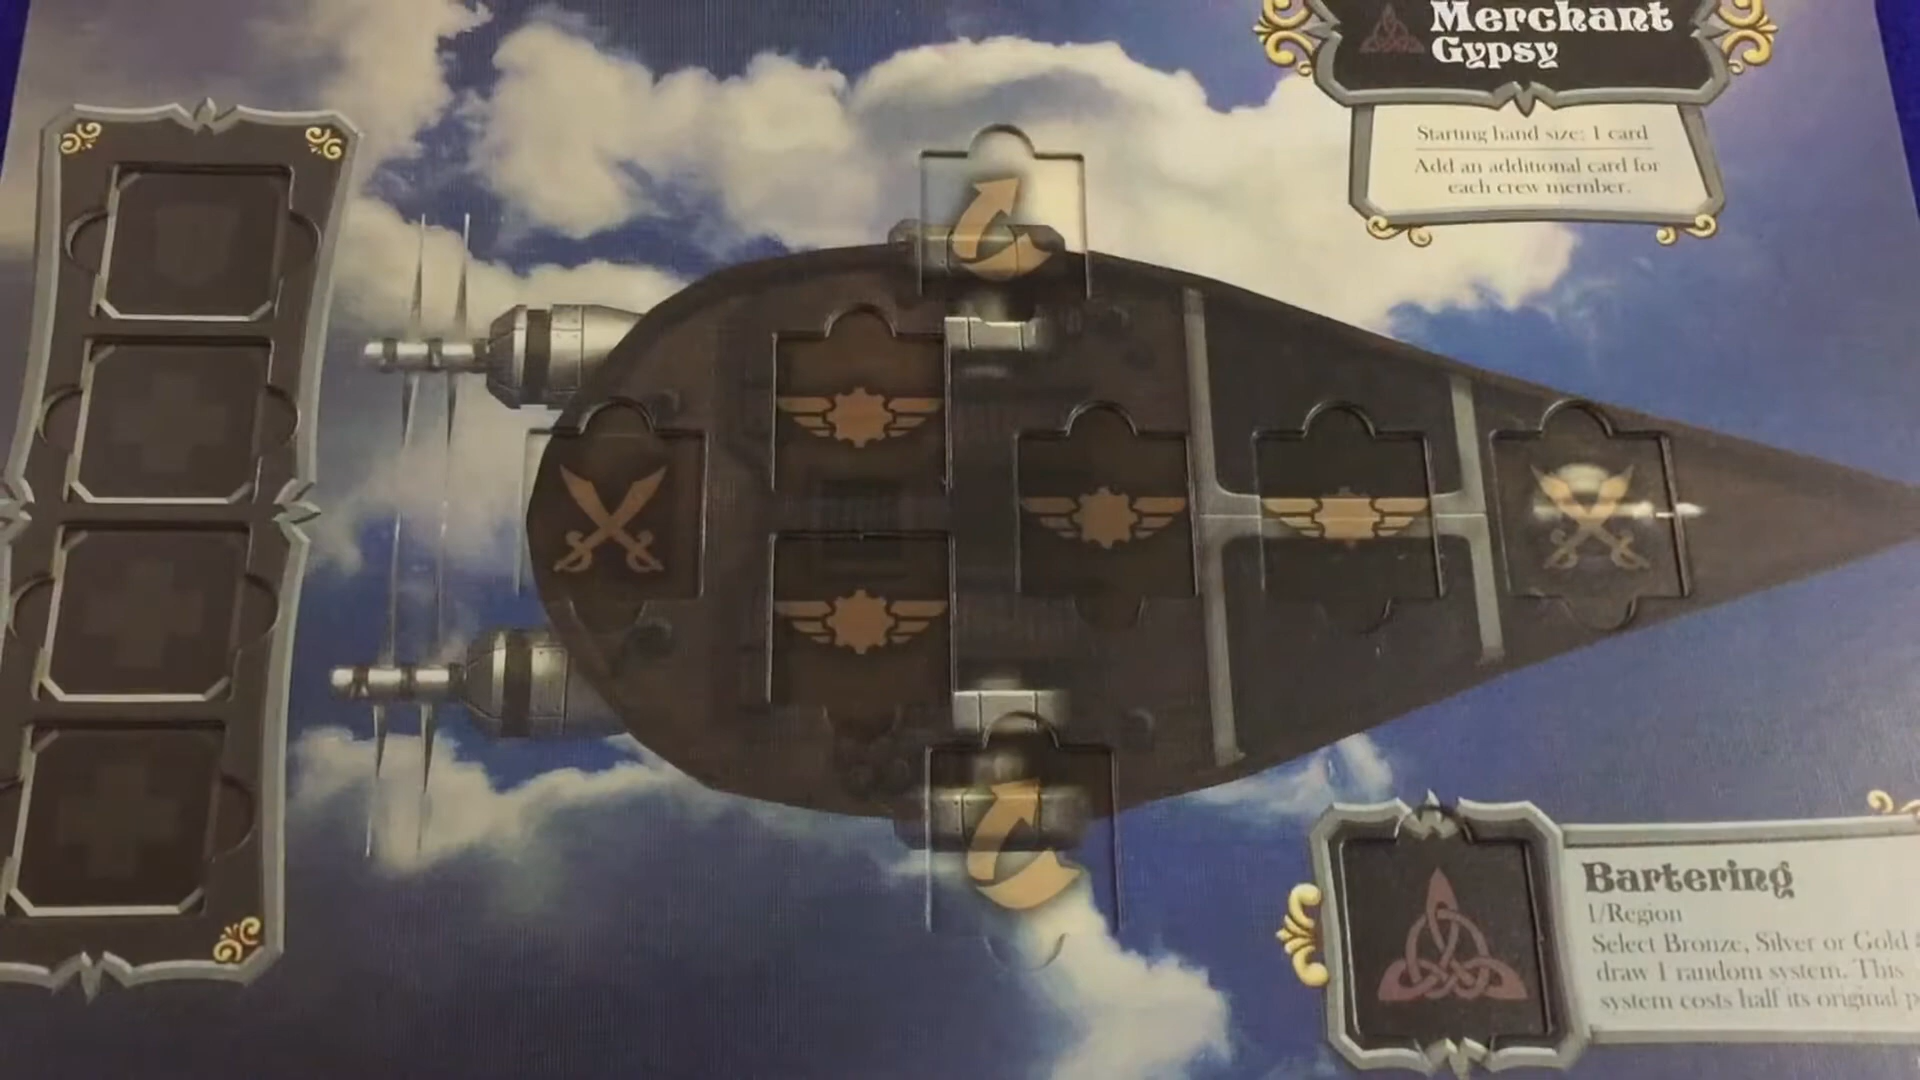 Merchant
Gypsy
Starting hand size: 1 card
Add an additional card for
each crew member.
Bartering
1/Region
Select Bronze, Silver or Gold
draw 1 random system. This
system costs half its original